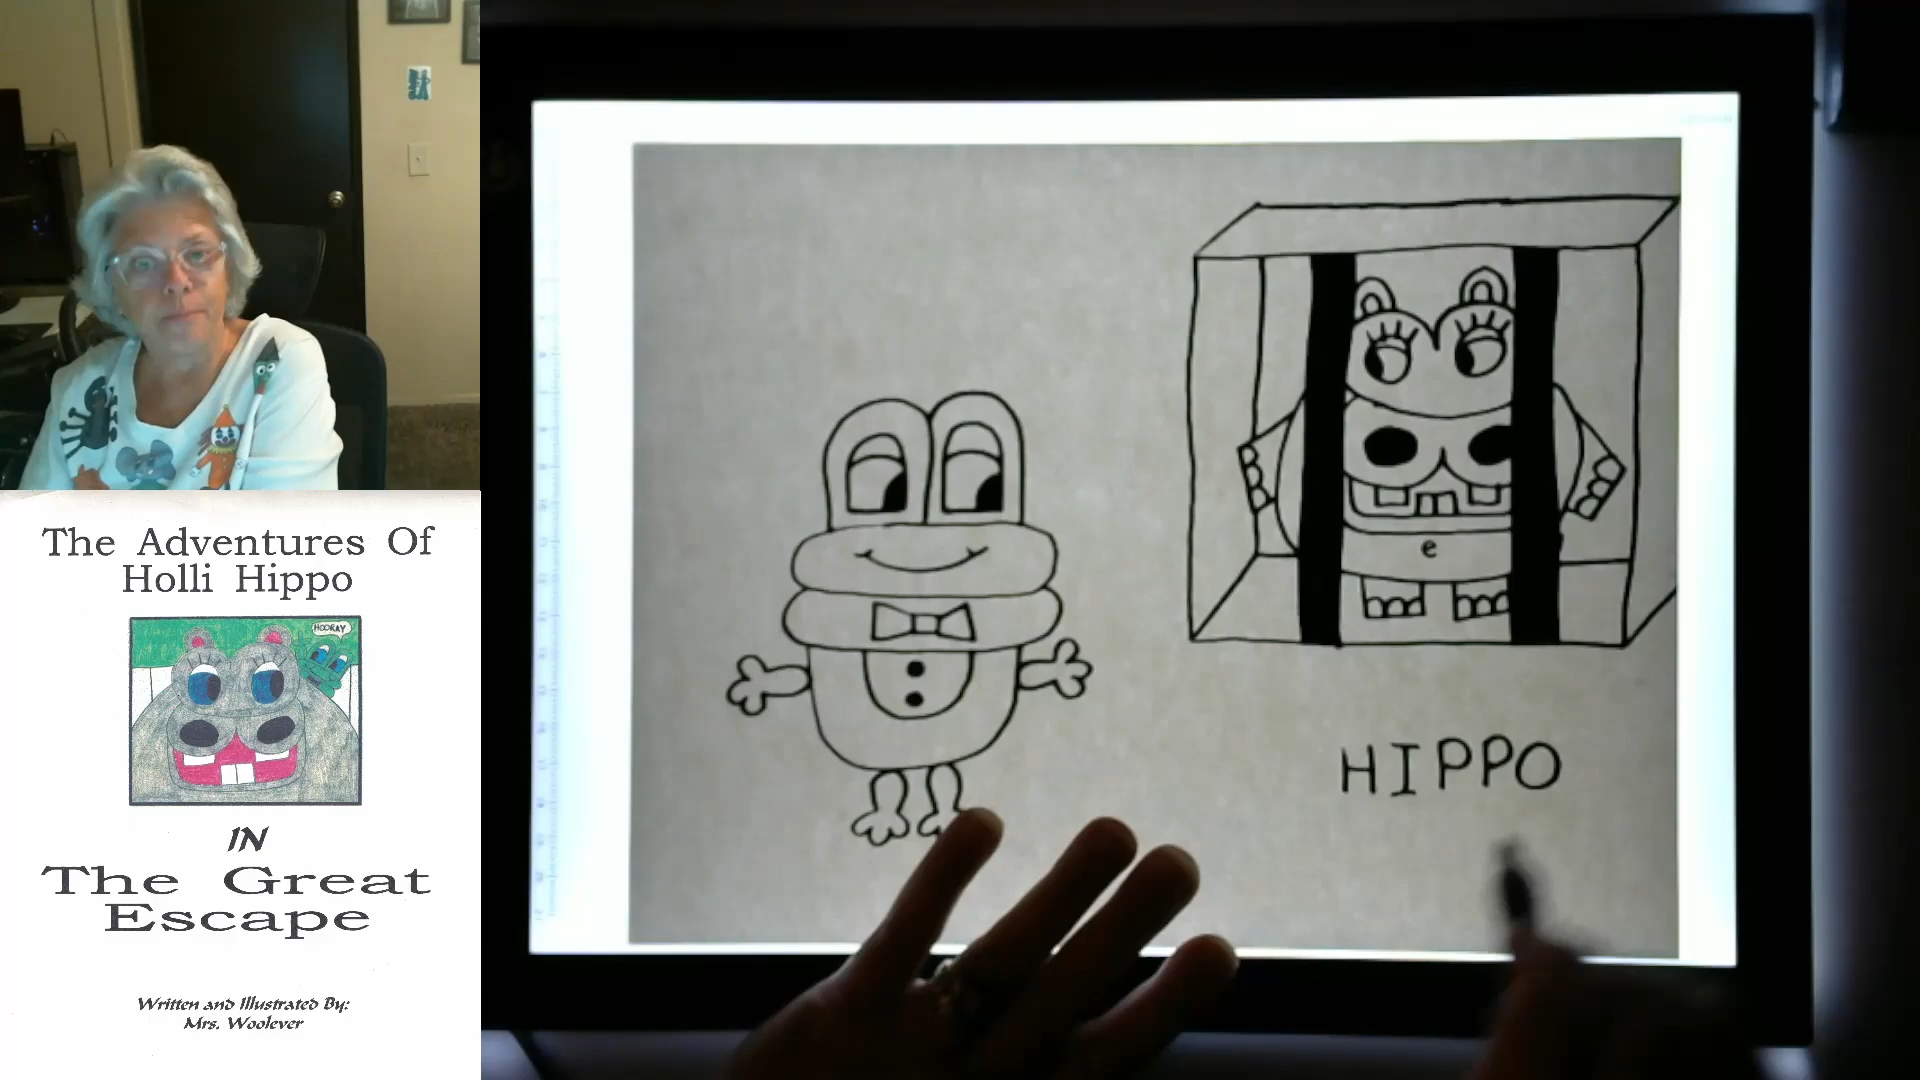 The Adventures Of
Holli Hippo
HOORAY
IN
The Great
Escape
Written and Illustrated By:
Mrs. Woolever
e
HIPPO